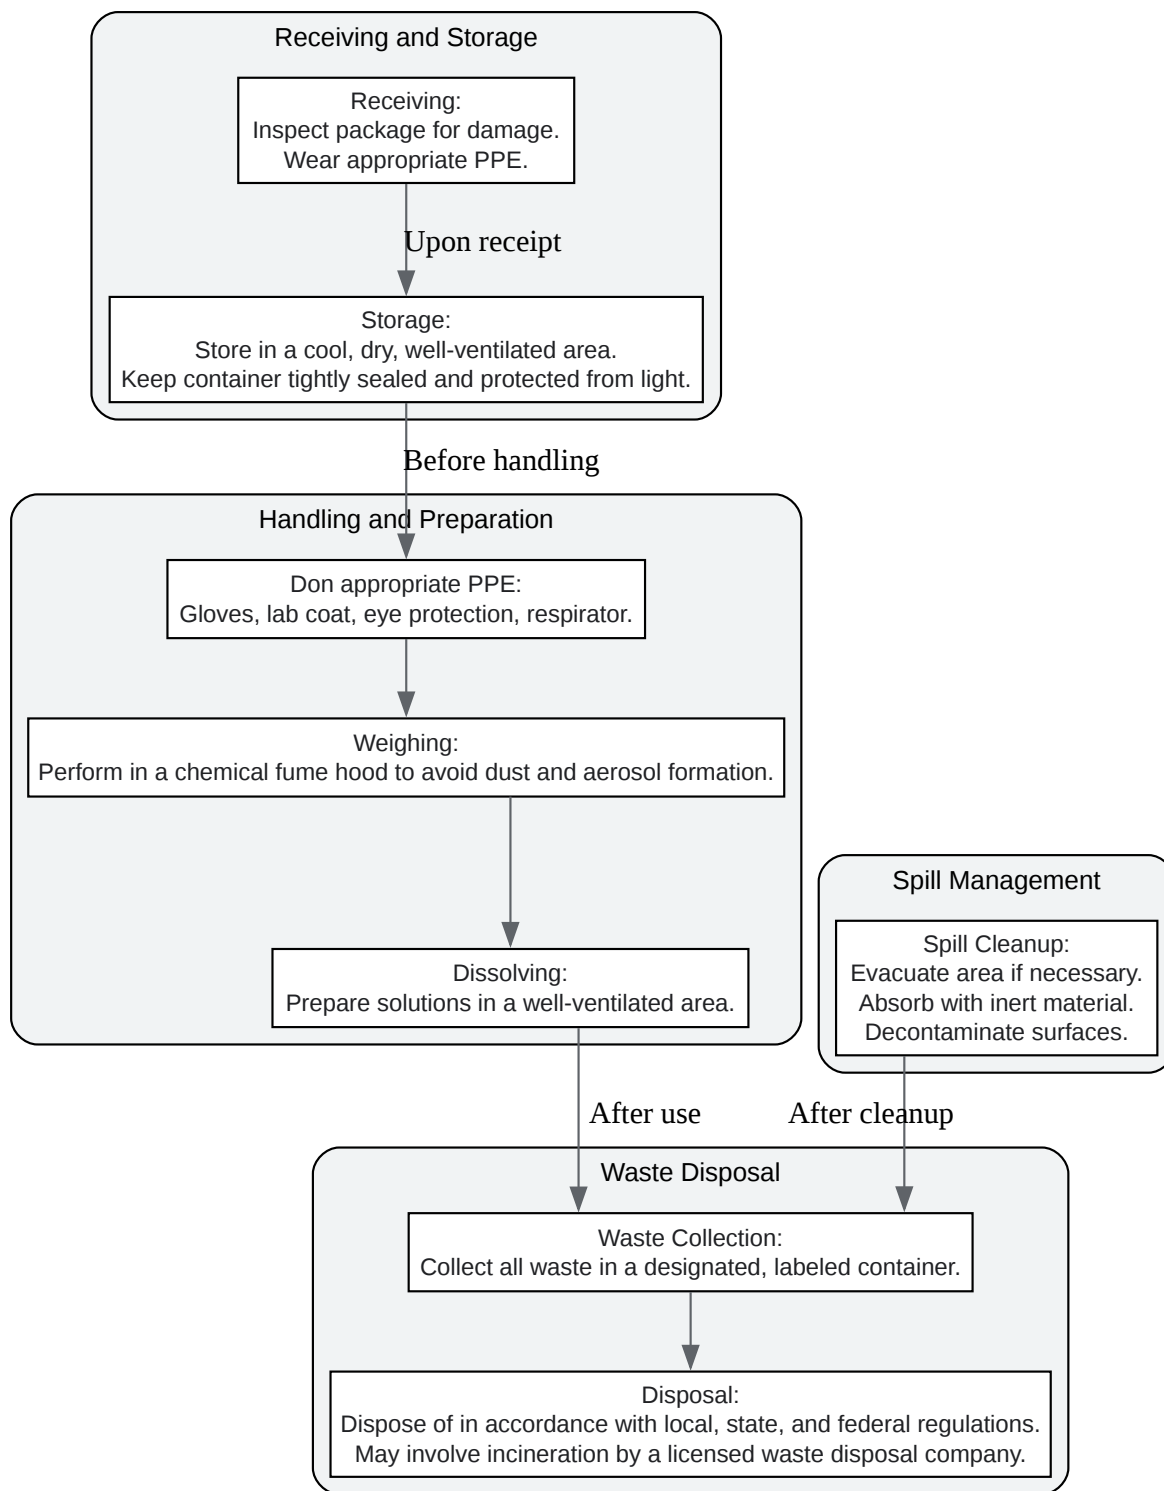 Receiving and Storage
Receiving:
Inspect package for damage.
Wear appropriate PPE.
Upon receipt
Storage:
Store in a cool, dry, well-ventilated area.
Keep container tightly sealed and protected from light.
Before handling
Handling and Preparation
Don appropriate PPE:
Gloves, lab coat, eye protection, respirator.
Weighing:
Perform in a chemical fume hood to avoid dust and aerosol formation.
Dissolving:
Prepare solutions in a well-ventilated area.
Spill Management
Spill Cleanup:
Evacuate area if necessary.
Absorb with inert material.
Decontaminate surfaces.
After use
After cleanup
Waste Disposal
Waste Collection:
Collect all waste in a designated, labeled container.
Disposal:
Dispose of in accordance with local, state, and federal regulations.
May involve incineration by a licensed waste disposal company.